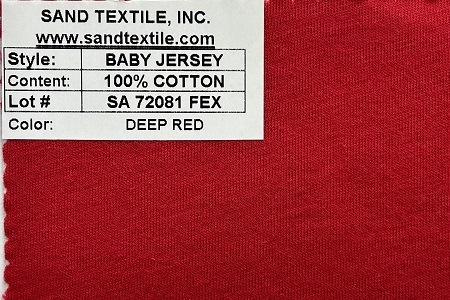 SAND TEXTILE, INC.
www.sandtextile.com
Style: BABY JERSEY
Content: 100% COTTON
Lot # SA 72081 FEX
Color: DEEP RED